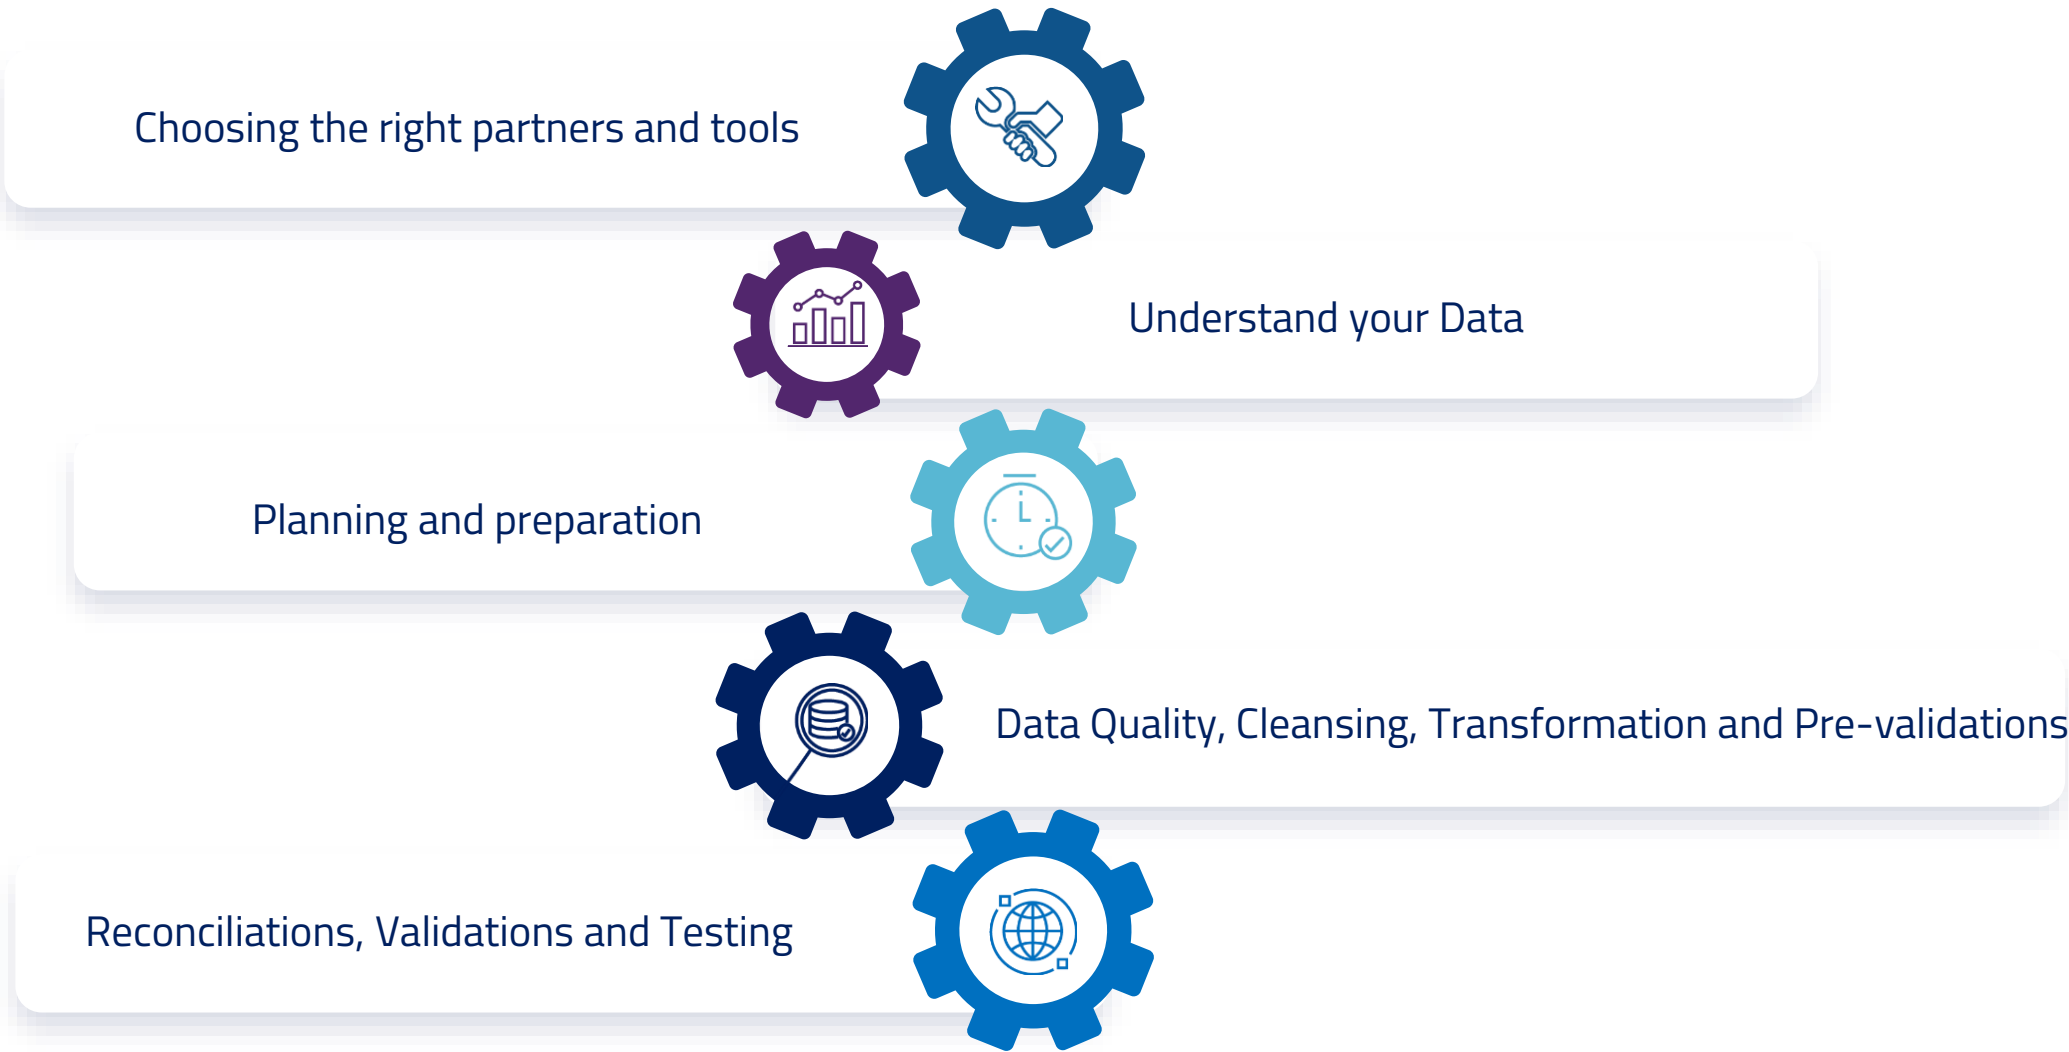 Choosing the right partners and tools
Understand your Data
Planning and preparation
Data Quality, Cleansing, Transformation and Pre-validations
Reconciliations, Validations and Testing